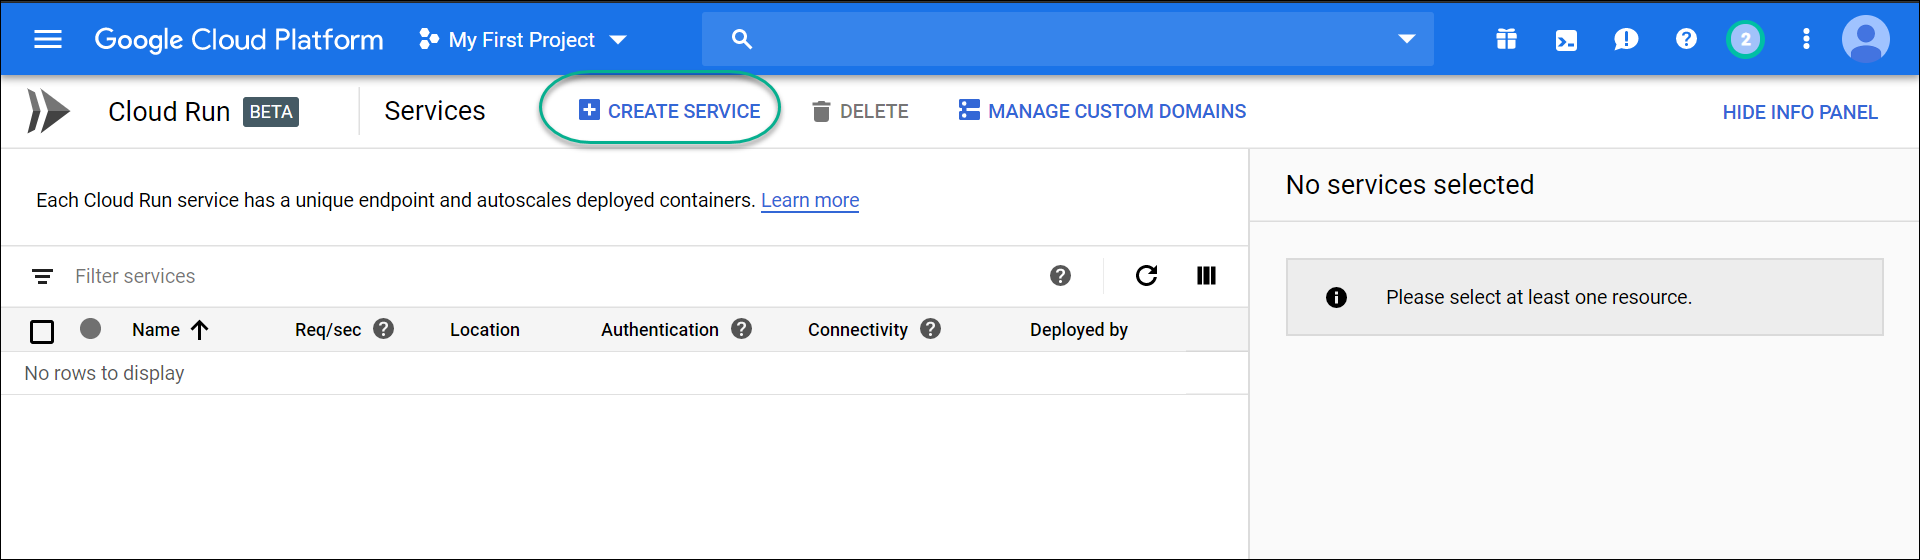 Google Cloud Platform My First Project 2
Cloud Run BETA Services CREATE SERVICE DELETE MANAGE CUSTOM DOMAINS HIDE INFO PANEL
Each Cloud Run service has a unique endpoint and autoscales deployed containers. Learn more
No services selected
Filter services
Please select at least one resource.
Name Req/sec Location Authentication Connectivity Deployed by
No rows to display